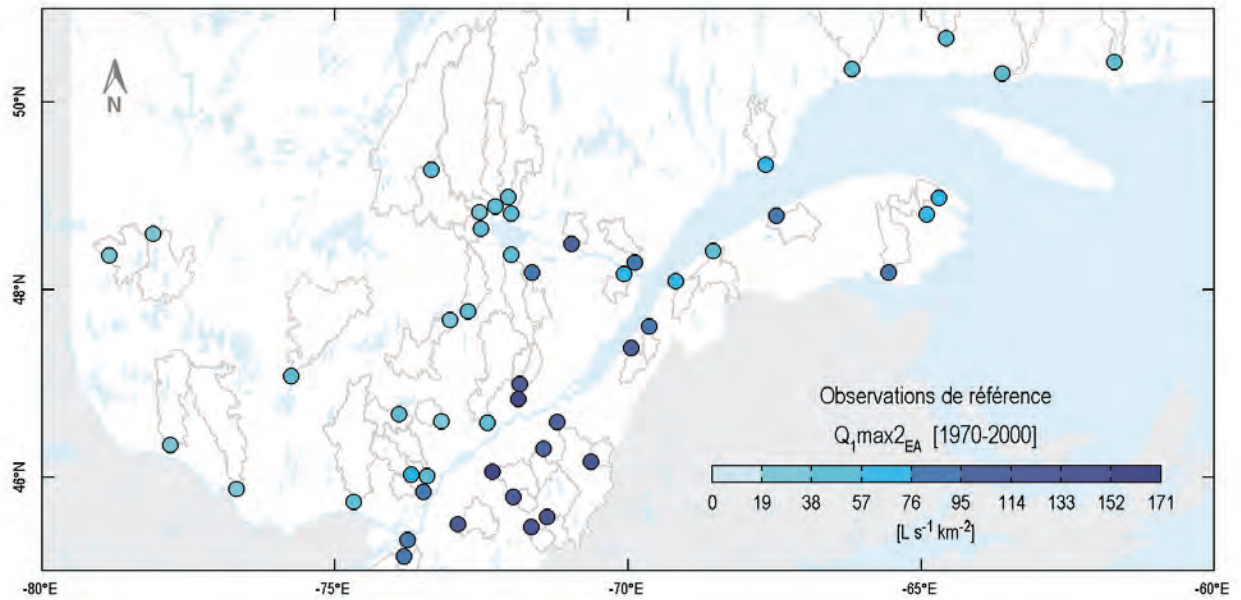 N
50°N
48°N
46°N
Observations de référence
Q₁max2EA [1970-2000]
0 19 38 57 76 95 114 133 152 171
[L s⁻¹ km⁻²]
-80°E -75°E -70°E -65°E -60°E